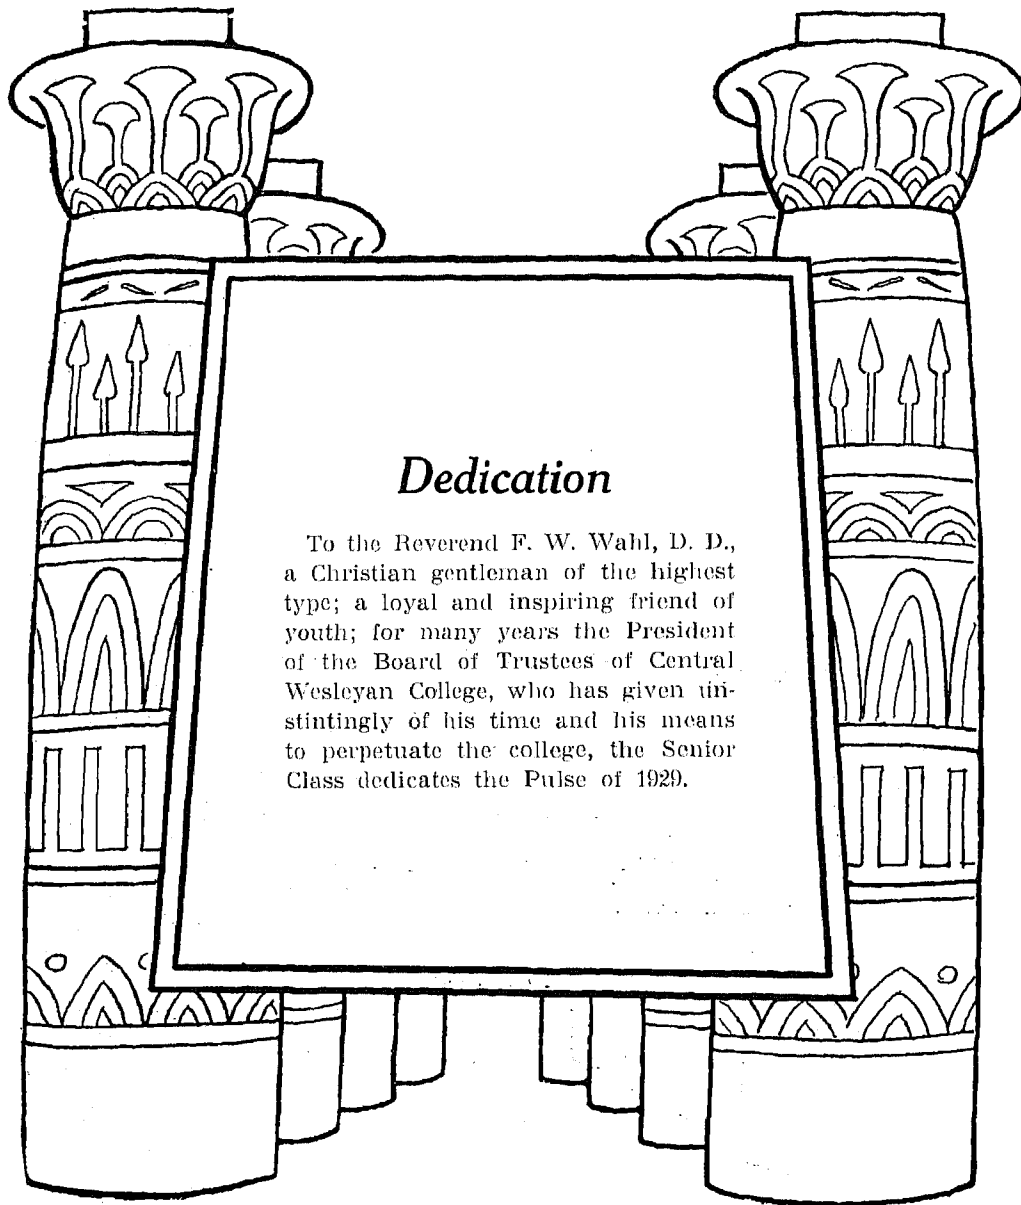 Dedication
To the Reverend F. W. Wahl, D. D.,
a Christian gentleman of the highest
type; a loyal and inspiring friend of
youth; for many years the President
of the Board of Trustees of Central
Wesleyan College, who has given un-
stintingly of his time and his means
to perpetuate the college, the Senior
Class dedicates the Pulse of 1929.